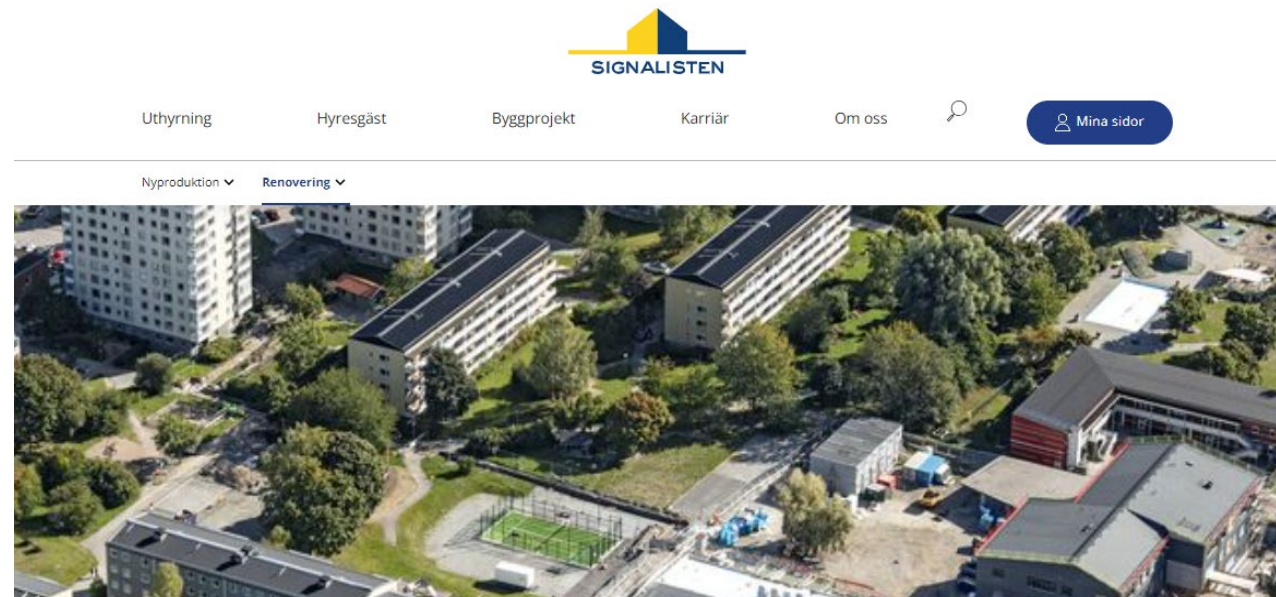 SIGNALISTEN
Uthyrning Hyresgäst Byggprojekt Karriär Om oss Mina sidor
Nyproduktion Renovering